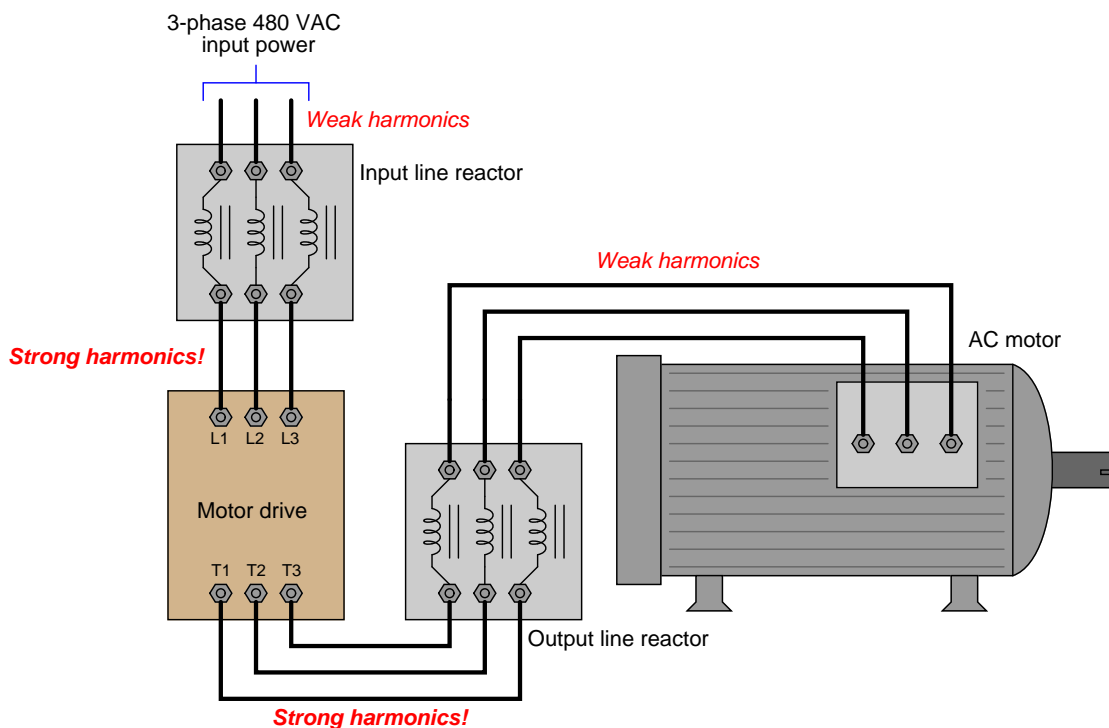 3-phase 480 VAC
input power
Weak harmonics
Input line reactor
Weak harmonics
Strong harmonics!
AC motor
L1 L2 L3
Motor drive
T1 T2 T3
Output line reactor
Strong harmonics!